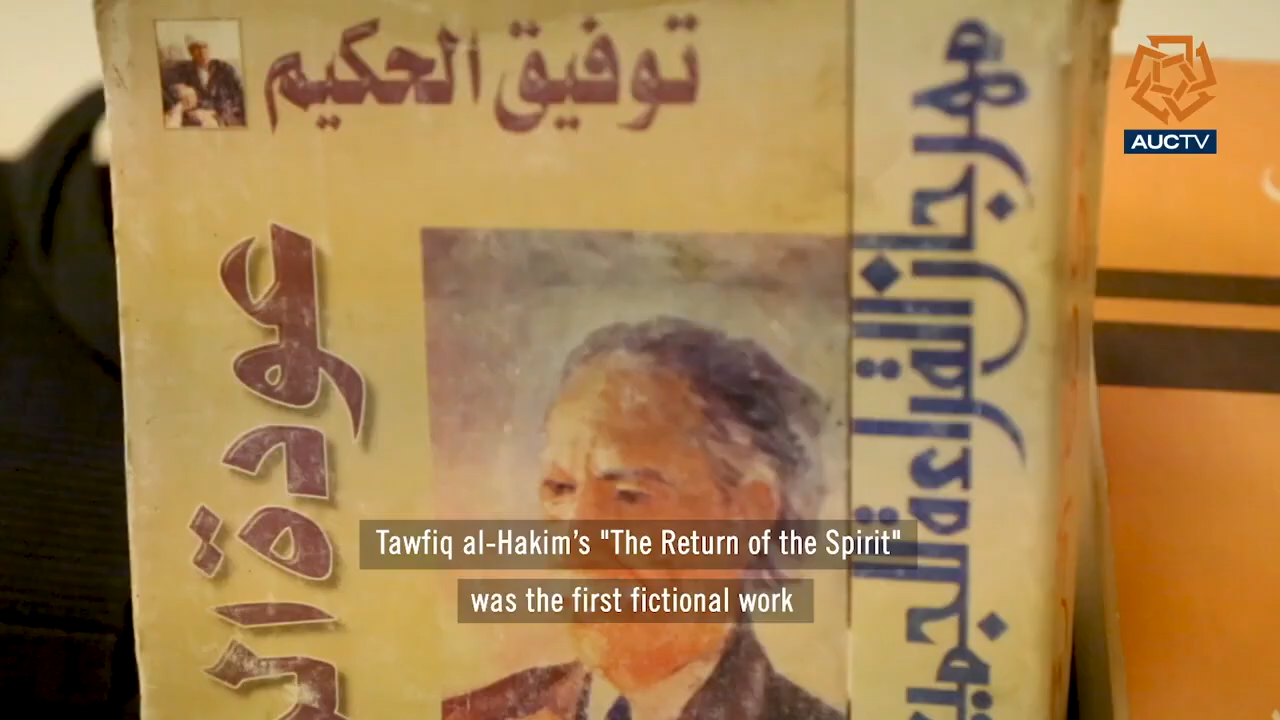 توفيق الحكيم
عودة
مهرجان القراءة للجميع
AUCTV
Tawfiq al-Hakim's "The Return of the Spirit"
was the first fictional work